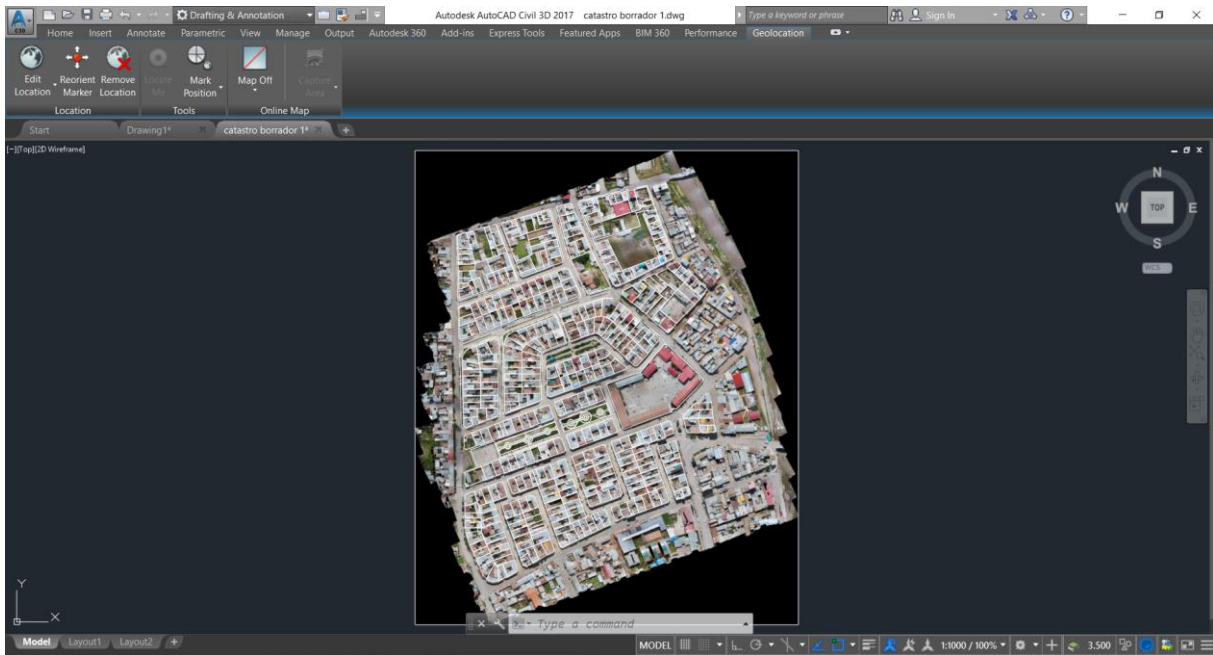 Drafting & Annotation
Autodesk AutoCAD Civil 3D 2017 catastro borrador 1.dwg
Type a keyword or phrase
Sign In
C3D
Home Insert Annotate Parametric View Manage Output Autodesk 360 Add-ins Express Tools Featured Apps BIM 360 Performance Geolocation
Edit Location
Reorient Marker
Remove Location
Locate Me
Mark Position
Map Off
Capture Area
Location Tools Online Map
Start Drawing1* catastro borrador 1*
[−][Top][2D Wireframe]
N
W TOP E
S
WCS
Y
X
Type a command
Model Layout1 Layout2 +
MODEL 1:1000 / 100% 3.500